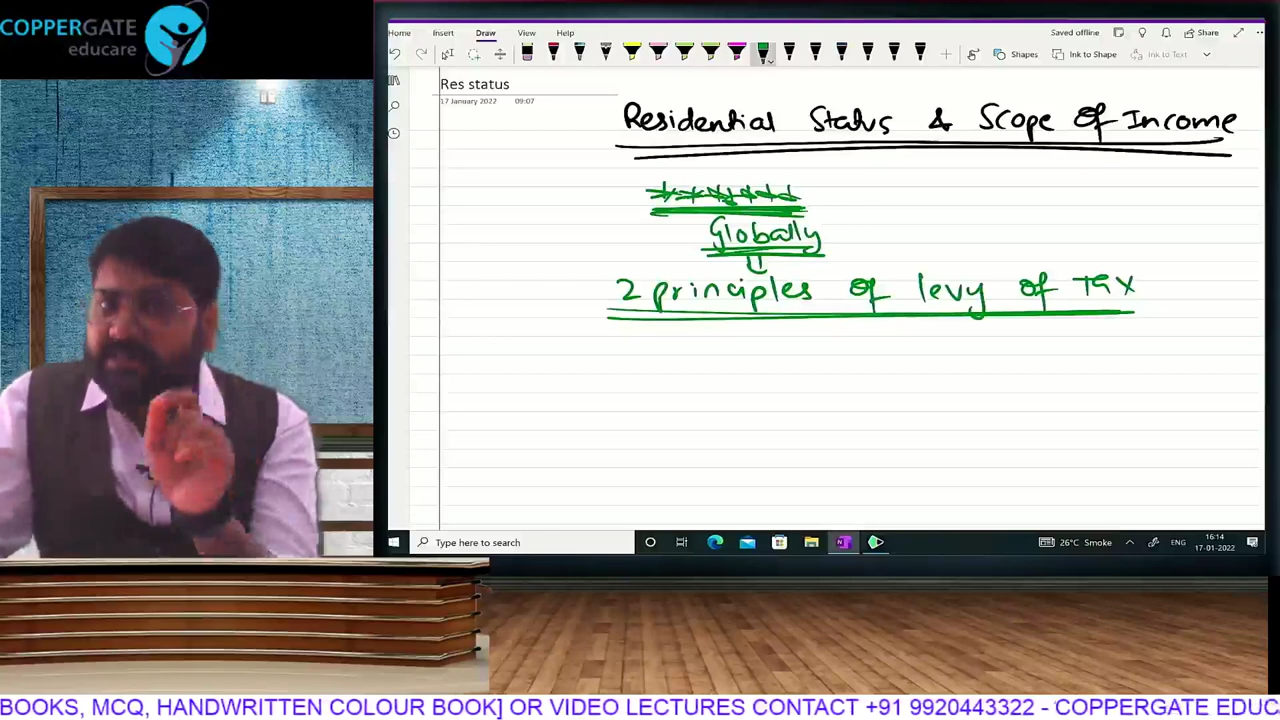 COPPERGATE
educare
Home Insert Draw View Help
Saved offline
Share
Shapes
Ink to Shape
Ink to Text
Res status
17 January 2022 09:07
Residential Status & Scope of Income
Globally
2 principles of levy of Tax
Type here to search
26°C Smoke
ENG
16:14
17-01-2022
BOOKS, MCQ, HANDWRITTEN COLOUR BOOK] OR VIDEO LECTURES CONTACT +91 9920443322 - COPPERGATE EDUC